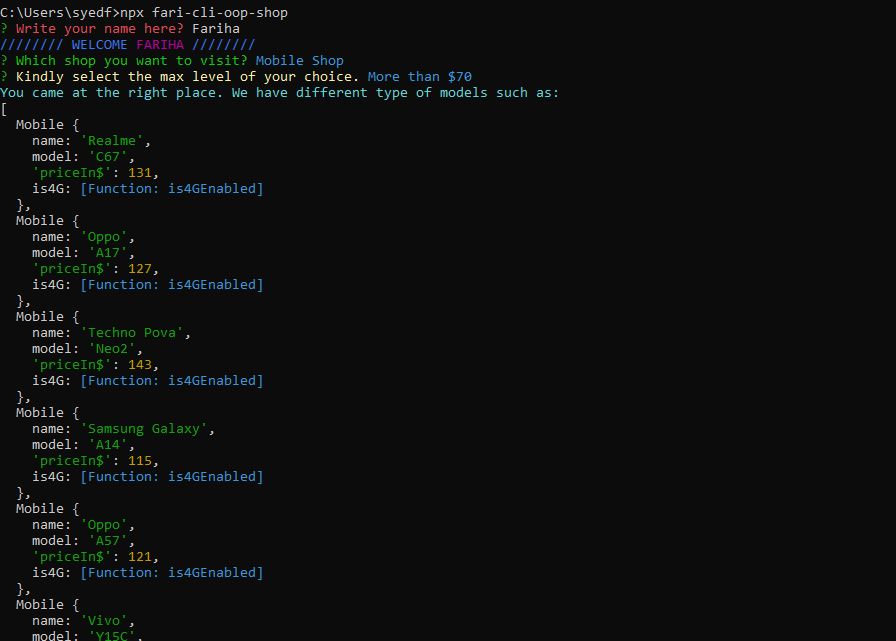 C:\Users\syedf>npx fari-cli-oop-shop
? Write your name here? Fariha
//////// WELCOME FARIHA ////////
? Which shop you want to visit? Mobile Shop
? Kindly select the max level of your choice. More than $70
You came at the right place. We have different type of models such as:
[
  Mobile {
    name: 'Realme',
    model: 'C67',
    'priceIn$': 131,
    is4G: [Function: is4GEnabled]
  },
  Mobile {
    name: 'Oppo',
    model: 'A17',
    'priceIn$': 127,
    is4G: [Function: is4GEnabled]
  },
  Mobile {
    name: 'Techno Pova',
    model: 'Neo2',
    'priceIn$': 143,
    is4G: [Function: is4GEnabled]
  },
  Mobile {
    name: 'Samsung Galaxy',
    model: 'A14',
    'priceIn$': 115,
    is4G: [Function: is4GEnabled]
  },
  Mobile {
    name: 'Oppo',
    model: 'A57',
    'priceIn$': 121,
    is4G: [Function: is4GEnabled]
  },
  Mobile {
    name: 'Vivo',
    model: 'Y15C',